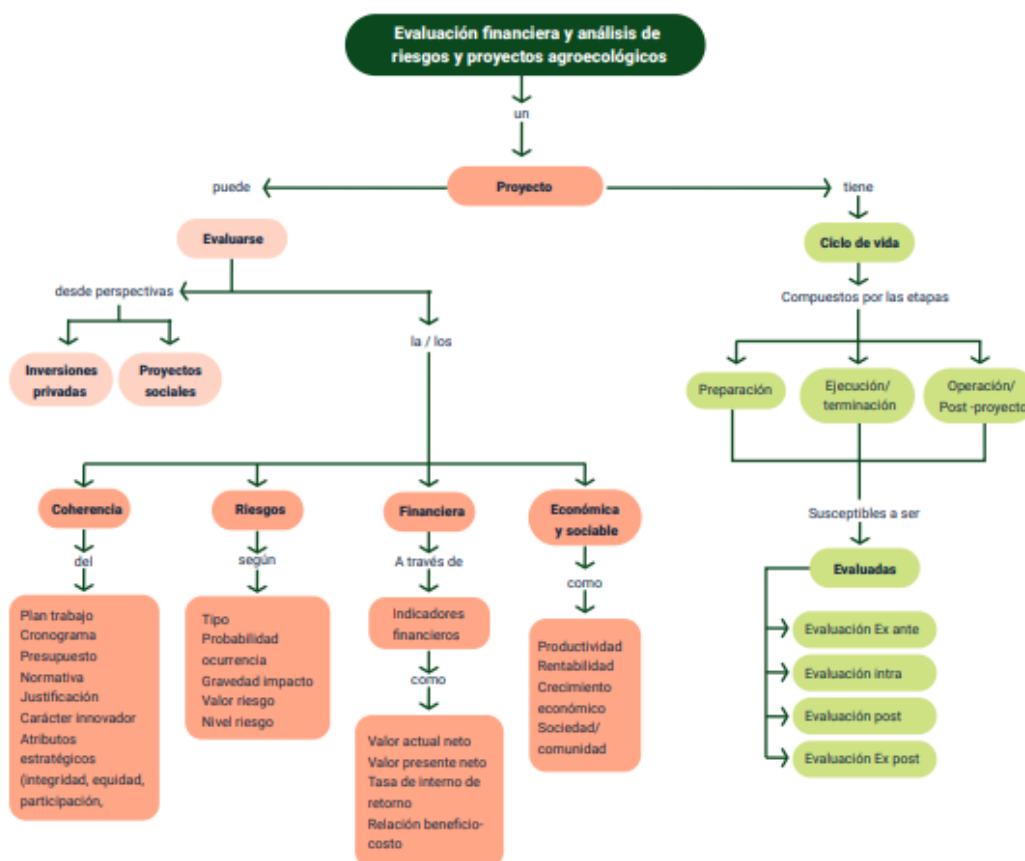 Evaluación financiera y análisis de
riesgos y proyectos agroecológicos
un
puede
Proyecto
tiene
Evaluarse
desde perspectivas
Inversiones
privadas
Proyectos
sociales
la / los
Coherencia
del
Plan trabajo
Cronograma
Presupuesto
Normativa
Justificación
Carácter innovador
Atributos
estratégicos
(integridad, equidad,
participación,
Riesgos
según
Tipo
Probabilidad
ocurrencia
Gravedad impacto
Valor riesgo
Nivel riesgo
Financiera
A través de
Indicadores
financieros
como
Valor actual neto
Valor presente neto
Tasa de interno de
retorno
Relación beneficio-
costo
Económica
y sociable
como
Productividad
Rentabilidad
Crecimiento
económico
Sociedad/
comunidad
Ciclo de vida
Compuestos por las etapas
Preparación
Ejecución/
terminación
Operación/
Post -proyecto
Susceptibles a ser
Evaluadas
Evaluación Ex ante
Evaluación intra
Evaluación post
Evaluación Ex post